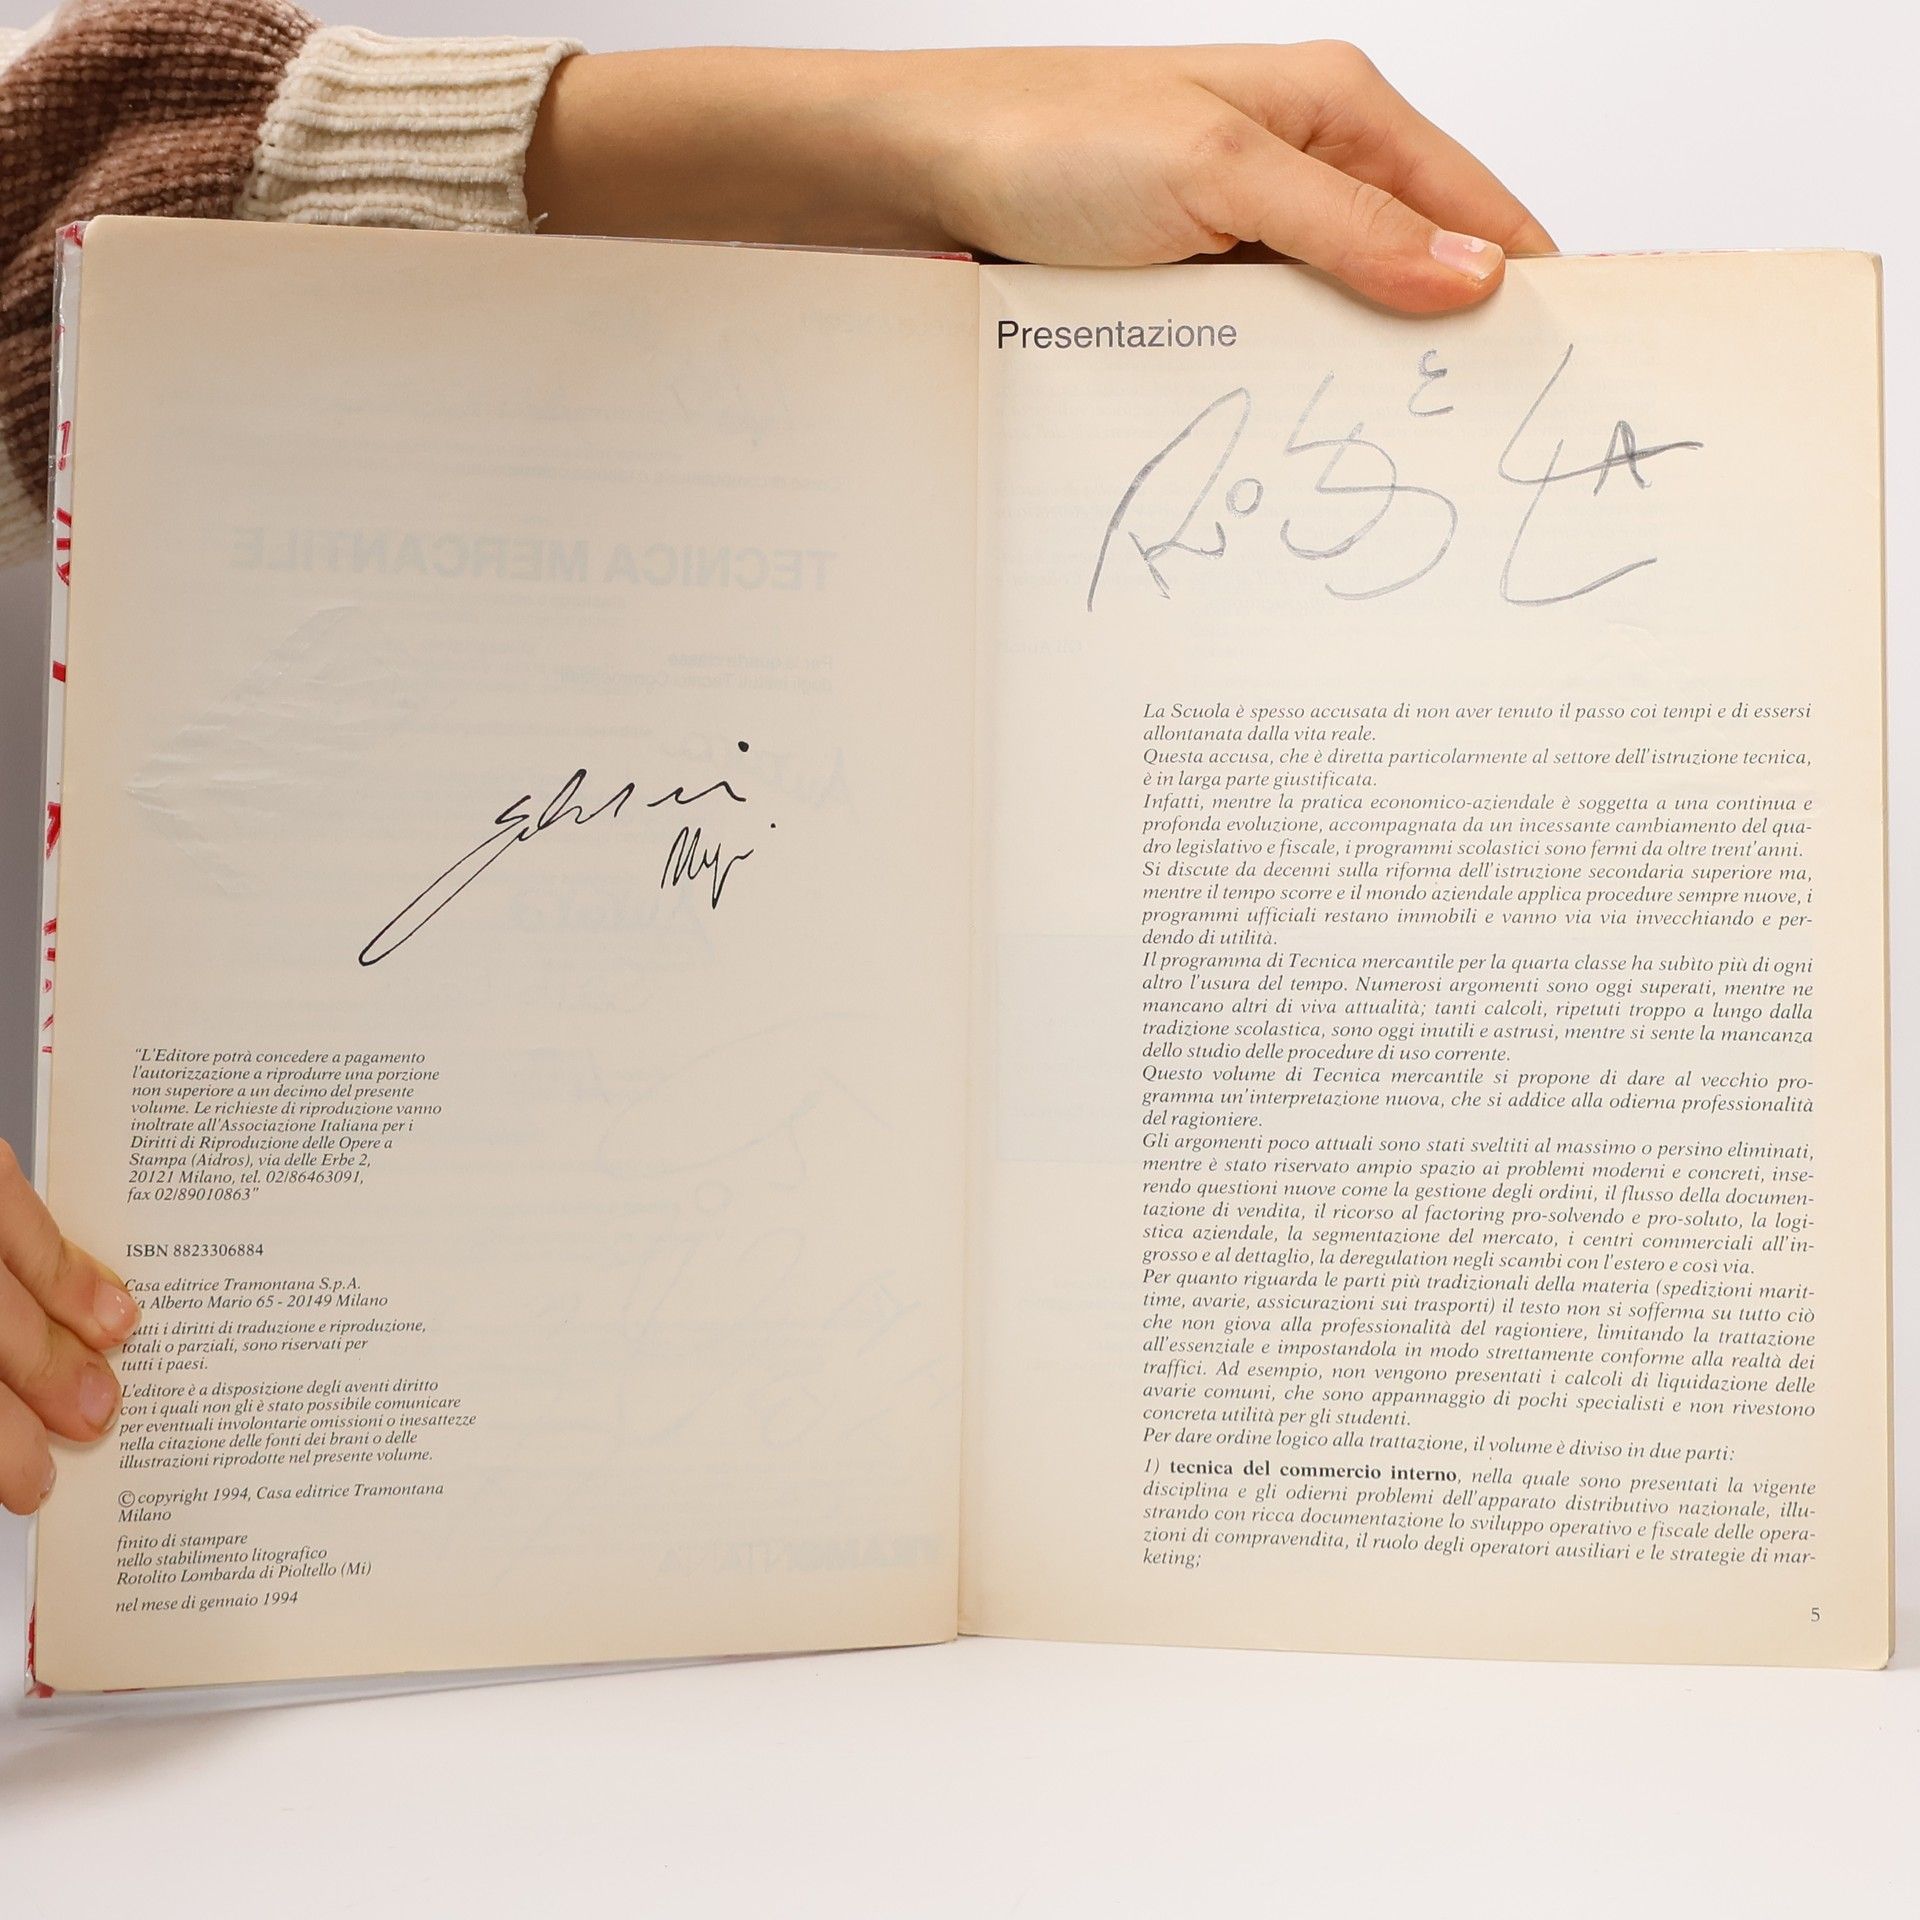 "L'Editore potrà concedere a pagamento
l'autorizzazione a riprodurre una porzione
non superiore a un decimo del presente
volume. Le richieste di riproduzione vanno
inoltrate all'Associazione Italiana per i
Diritti di Riproduzione delle Opere a
Stampa (Aidros), via delle Erbe 2,
20121 Milano, tel. 02/86463091,
fax 02/89010863"
ISBN 8823306884
Casa editrice Tramontana S.p.A.
Alberto Mario 65 - 20149 Milano
i diritti di traduzione e riproduzione,
totali o parziali, sono riservati per
tutti i paesi.
L'editore è a disposizione degli aventi diritto
con i quali non gli è stato possibile comunicare
per eventuali involontarie omissioni o inesattezze
nella citazione delle fonti dei brani o delle
illustrazioni riprodotte nel presente volume.
© copyright 1994, Casa editrice Tramontana
Milano
finito di stampare
nello stabilimento litografico
Rotolito Lombarda di Pioltello (Mi)
nel mese di gennaio 1994
Presentazione
La Scuola è spesso accusata di non aver tenuto il passo coi tempi e di essersi
allontanata dalla vita reale.
Questa accusa, che è diretta particolarmente al settore dell'istruzione tecnica,
è in larga parte giustificata.
Infatti, mentre la pratica economico-aziendale è soggetta a una continua e
profonda evoluzione, accompagnata da un incessante cambiamento del qua-
dro legislativo e fiscale, i programmi scolastici sono fermi da oltre trent'anni.
Si discute da decenni sulla riforma dell'istruzione secondaria superiore ma,
mentre il tempo scorre e il mondo aziendale applica procedure sempre nuove, i
programmi ufficiali restano immobili e vanno via via invecchiando e per-
dendo di utilità.
Il programma di Tecnica mercantile per la quarta classe ha subìto più di ogni
altro l'usura del tempo. Numerosi argomenti sono oggi superati, mentre ne
mancano altri di viva attualità; tanti calcoli, ripetuti troppo a lungo dalla
tradizione scolastica, sono oggi inutili e astrusi, mentre si sente la mancanza
dello studio delle procedure di uso corrente.
Questo volume di Tecnica mercantile si propone di dare al vecchio pro-
gramma un'interpretazione nuova, che si addice alla odierna professionalità
del ragioniere.
Gli argomenti poco attuali sono stati sveltiti al massimo o persino eliminati,
mentre è stato riservato ampio spazio ai problemi moderni e concreti, inse-
rendo questioni nuove come la gestione degli ordini, il flusso della documen-
tazione di vendita, il ricorso al factoring pro-solvendo e pro-soluto, la logi-
stica aziendale, la segmentazione del mercato, i centri commerciali all'in-
grosso e al dettaglio, la deregulation negli scambi con l'estero e così via.
Per quanto riguarda le parti più tradizionali della materia (spedizioni marit-
time, avarie, assicurazioni sui trasporti) il testo non si sofferma su tutto ciò
che non giova alla professionalità del ragioniere, limitando la trattazione
all'essenziale e impostandola in modo strettamente conforme alla realtà dei
traffici. Ad esempio, non vengono presentati i calcoli di liquidazione delle
avarie comuni, che sono appannaggio di pochi specialisti e non rivestono
concreta utilità per gli studenti.
Per dare ordine logico alla trattazione, il volume è diviso in due parti:
1) tecnica del commercio interno, nella quale sono presentati la vigente
disciplina e gli odierni problemi dell'apparato distributivo nazionale, illu-
strando con ricca documentazione lo sviluppo operativo e fiscale delle opera-
zioni di compravendita, il ruolo degli operatori ausiliari e le strategie di mar-
keting;
5